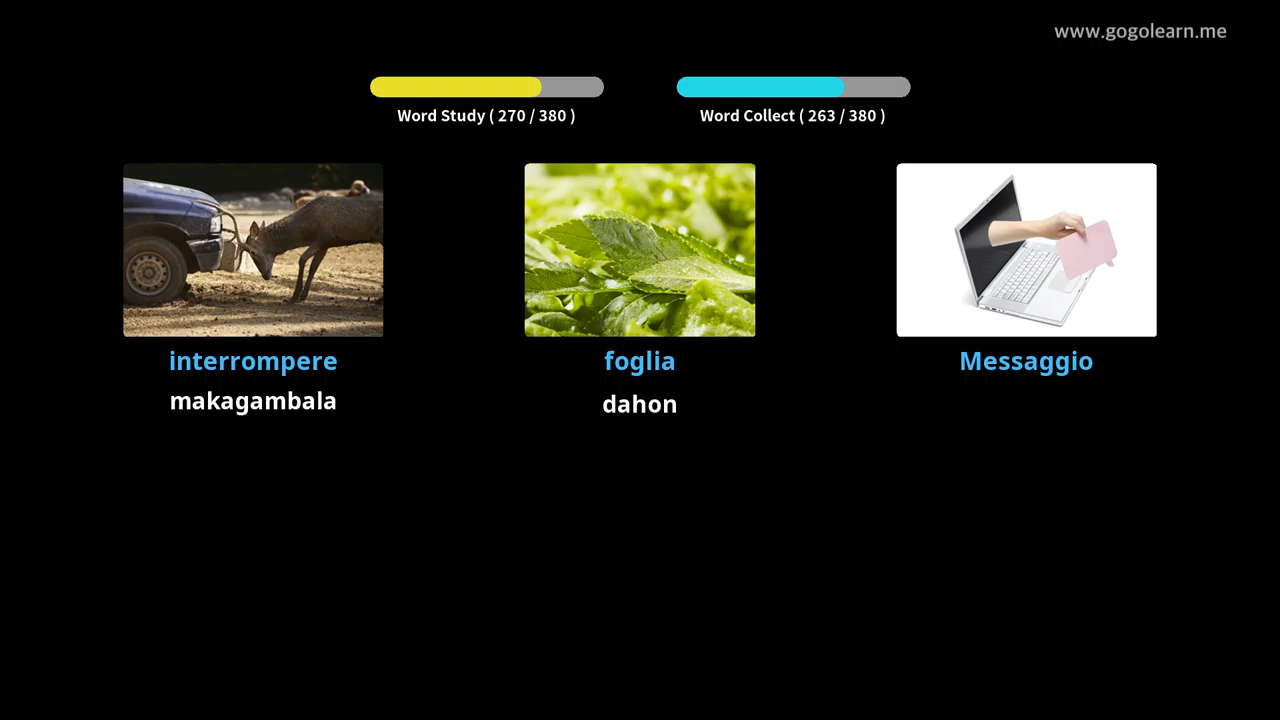 www.gogolearn.me
Word Study ( 270 / 380 )
Word Collect ( 263 / 380 )
interrompere
makagambala
foglia
dahon
Messaggio